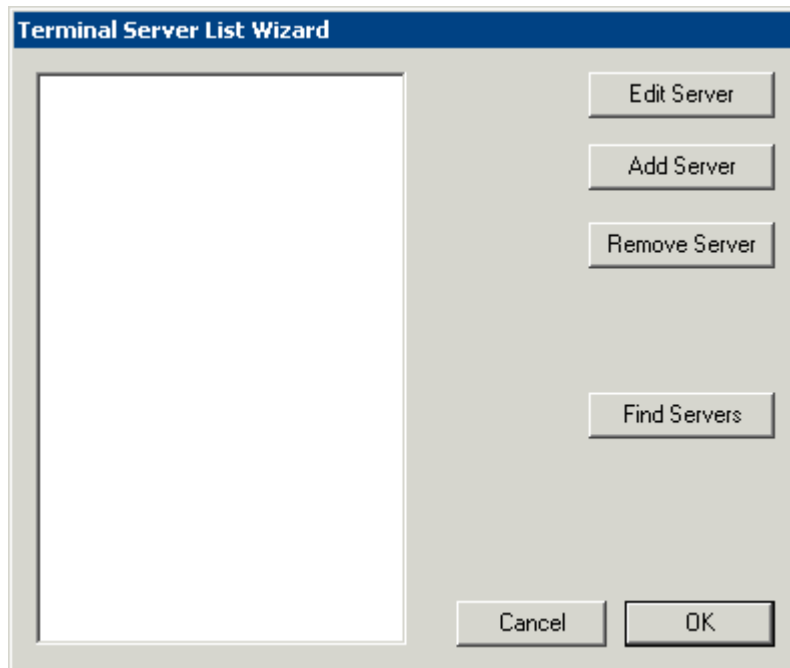 Terminal Server List Wizard
Edit Server
Add Server
Remove Server
Find Servers
Cancel
OK